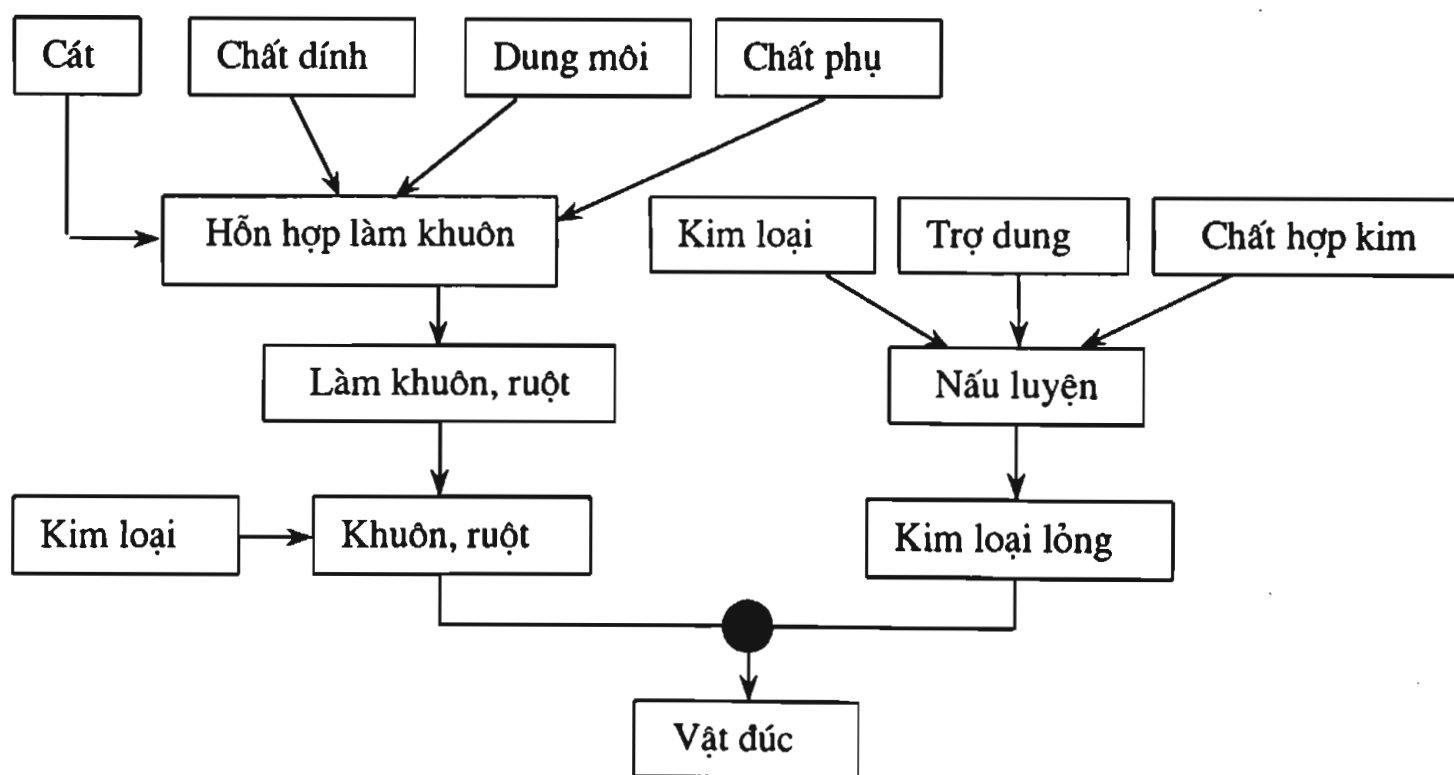 Cát
Chất dính
Dung môi
Chất phụ
Hỗn hợp làm khuôn
Kim loại
Trợ dung
Chất hợp kim
Làm khuôn, ruột
Nấu luyện
Kim loại
Khuôn, ruột
Kim loại lỏng
Vật đúc